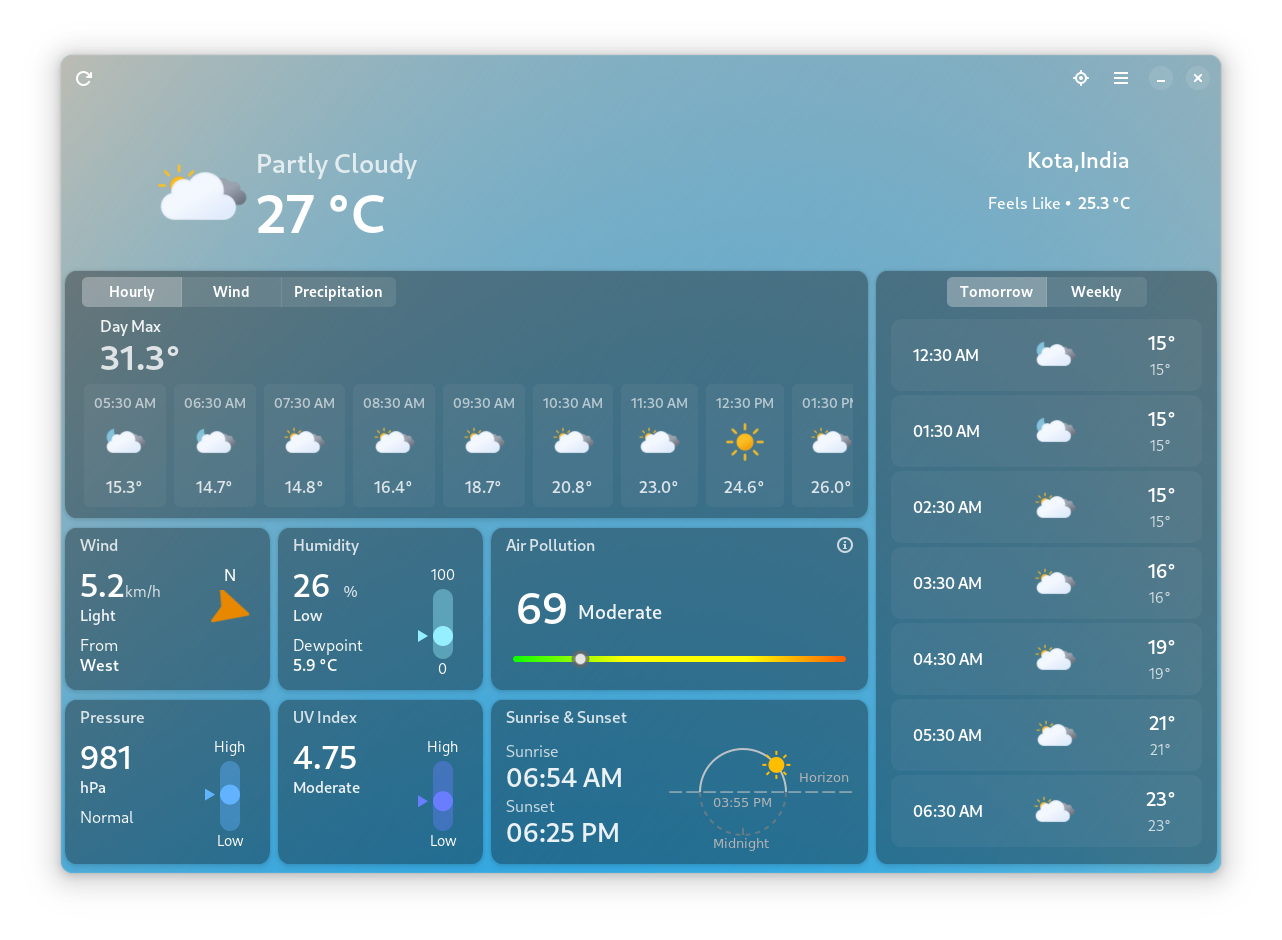 Partly Cloudy
27 °C
Kota,India
Feels Like • 25.3 °C
Hourly Wind Precipitation
Day Max
31.3°
05:30 AM 06:30 AM 07:30 AM 08:30 AM 09:30 AM 10:30 AM 11:30 AM 12:30 PM 01:30 PM
15.3° 14.7° 14.8° 16.4° 18.7° 20.8° 23.0° 24.6° 26.0°
Tomorrow Weekly
12:30 AM 15°
15°
01:30 AM 15°
15°
02:30 AM 15°
15°
03:30 AM 16°
16°
04:30 AM 19°
19°
05:30 AM 21°
21°
06:30 AM 23°
23°
Wind
5.2km/h
Light
From
West
N
Humidity
26 %
Low
Dewpoint
5.9 °C
100
0
Air Pollution
69 Moderate
Pressure
981
hPa
Normal
High
Low
UV Index
4.75
Moderate
High
Low
Sunrise & Sunset
Sunrise
06:54 AM
Sunset
06:25 PM
Horizon
03:55 PM
Midnight